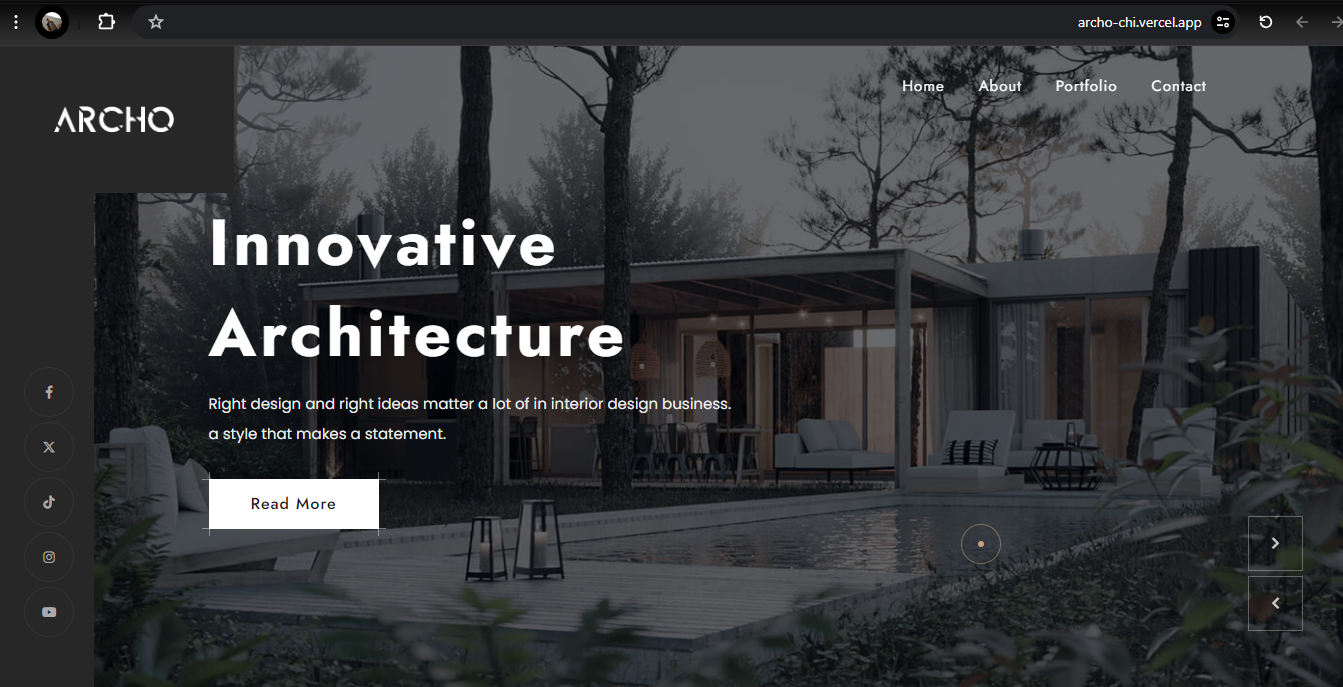 archo-chi.vercel.app
ARCHO
Home About Portfolio Contact
Innovative
Architecture
Right design and right ideas matter a lot of in interior design business.
a style that makes a statement.
Read More